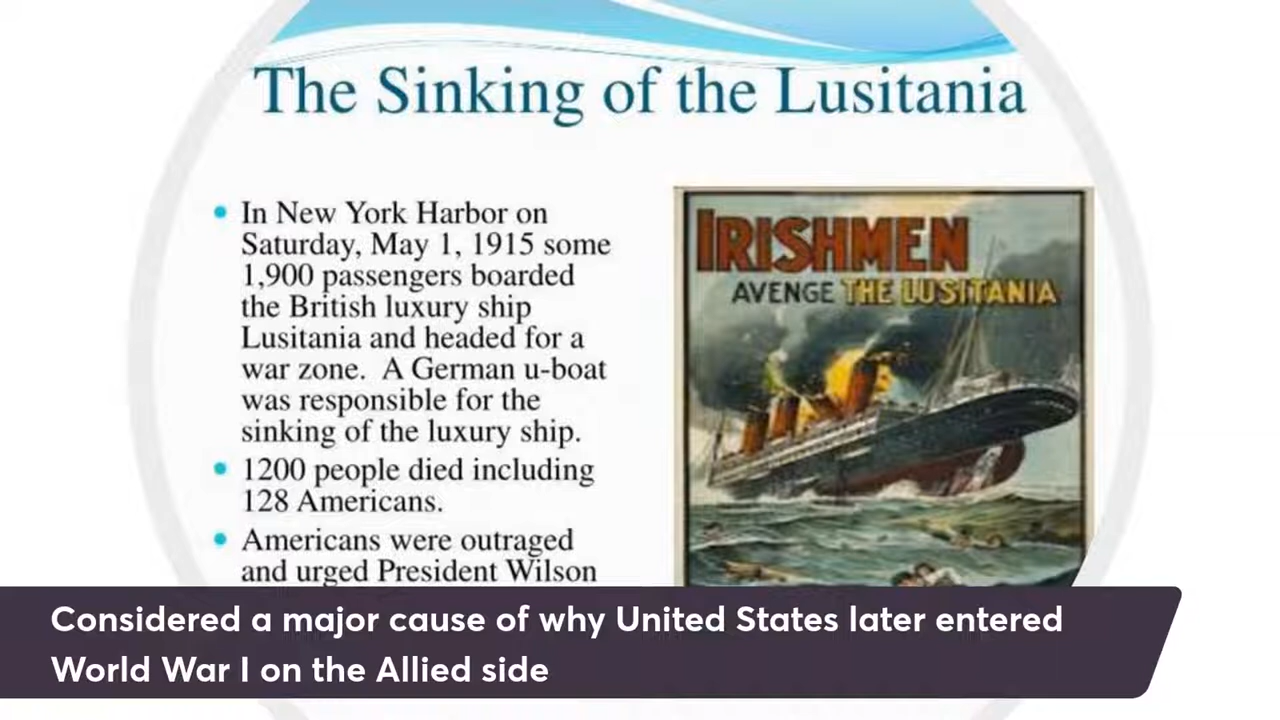 The Sinking of the Lusitania
• In New York Harbor on
Saturday, May 1, 1915 some
1,900 passengers boarded
the British luxury ship
Lusitania and headed for a
war zone.  A German u-boat
was responsible for the
sinking of the luxury ship.
• 1200 people died including
128 Americans.
• Americans were outraged
and urged President Wilson
IRISHMEN
AVENGE THE LUSITANIA
Considered a major cause of why United States later entered
World War I on the Allied side